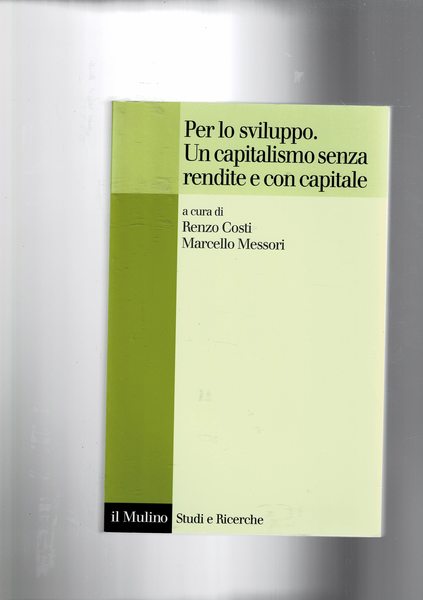 Per lo sviluppo.
Un capitalismo senza
rendite e con capitale
a cura di
Renzo Costi
Marcello Messori
il Mulino Studi e Ricerche